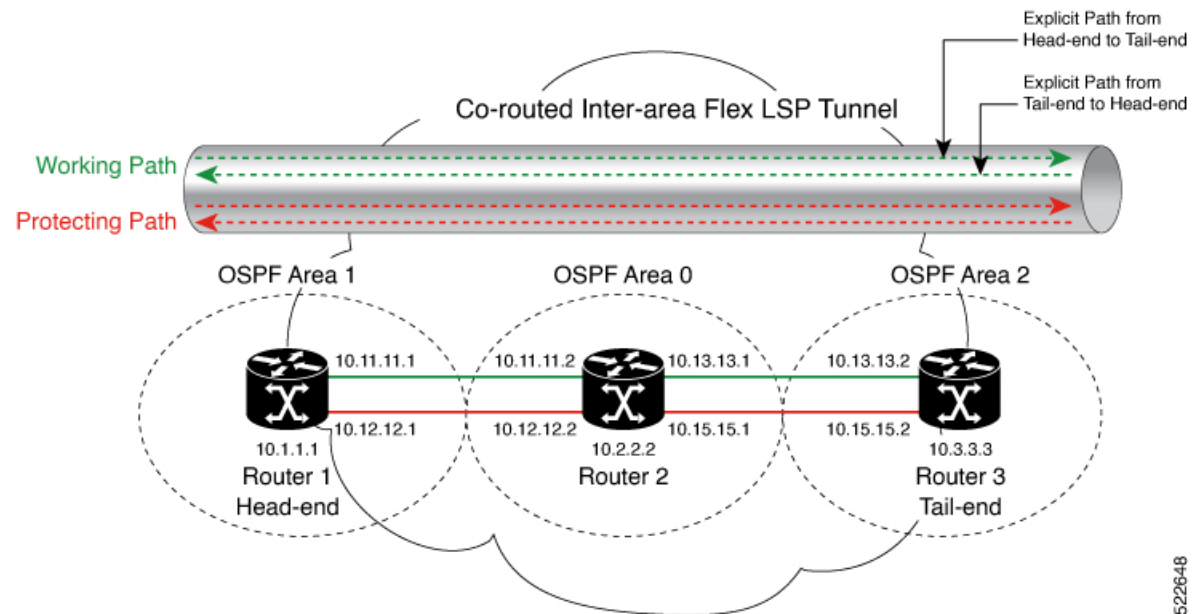 Explicit Path from
Head-end to Tail-end
Explicit Path from
Tail-end to Head-end
Co-routed Inter-area Flex LSP Tunnel
Working Path
Protecting Path
OSPF Area 1
OSPF Area 0
OSPF Area 2
10.11.11.1
10.11.11.2
10.13.13.1
10.13.13.2
10.12.12.1
10.12.12.2
10.15.15.1
10.15.15.2
10.1.1.1
10.2.2.2
10.3.3.3
Router 1
Head-end
Router 2
Router 3
Tail-end
522648